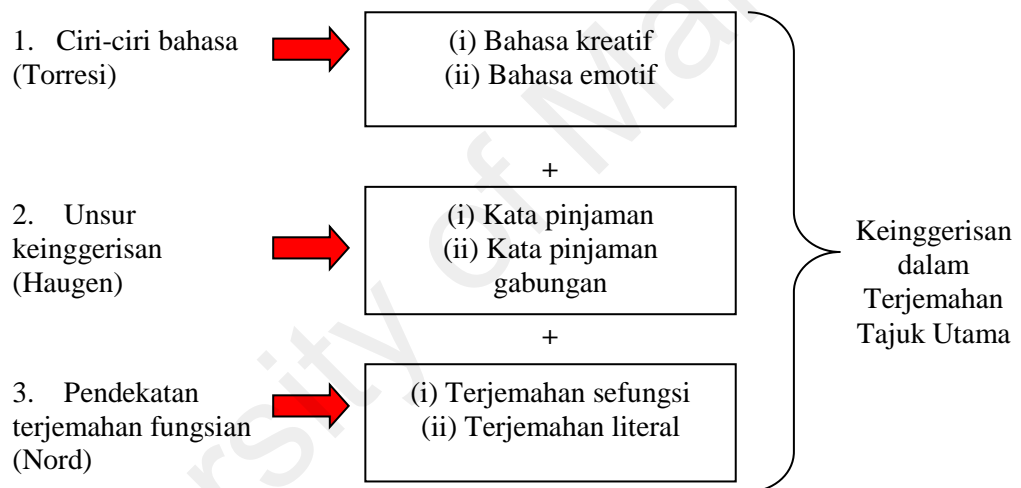 1. Ciri-ciri bahasa
(Torresi)
(i) Bahasa kreatif
(ii) Bahasa emotif
+
2. Unsur
keinggerisan
(Haugen)
(i) Kata pinjaman
(ii) Kata pinjaman
gabungan
+
3. Pendekatan
terjemahan fungsian
(Nord)
(i) Terjemahan sefungsi
(ii) Terjemahan literal
Keinggerisan
dalam
Terjemahan
Tajuk Utama